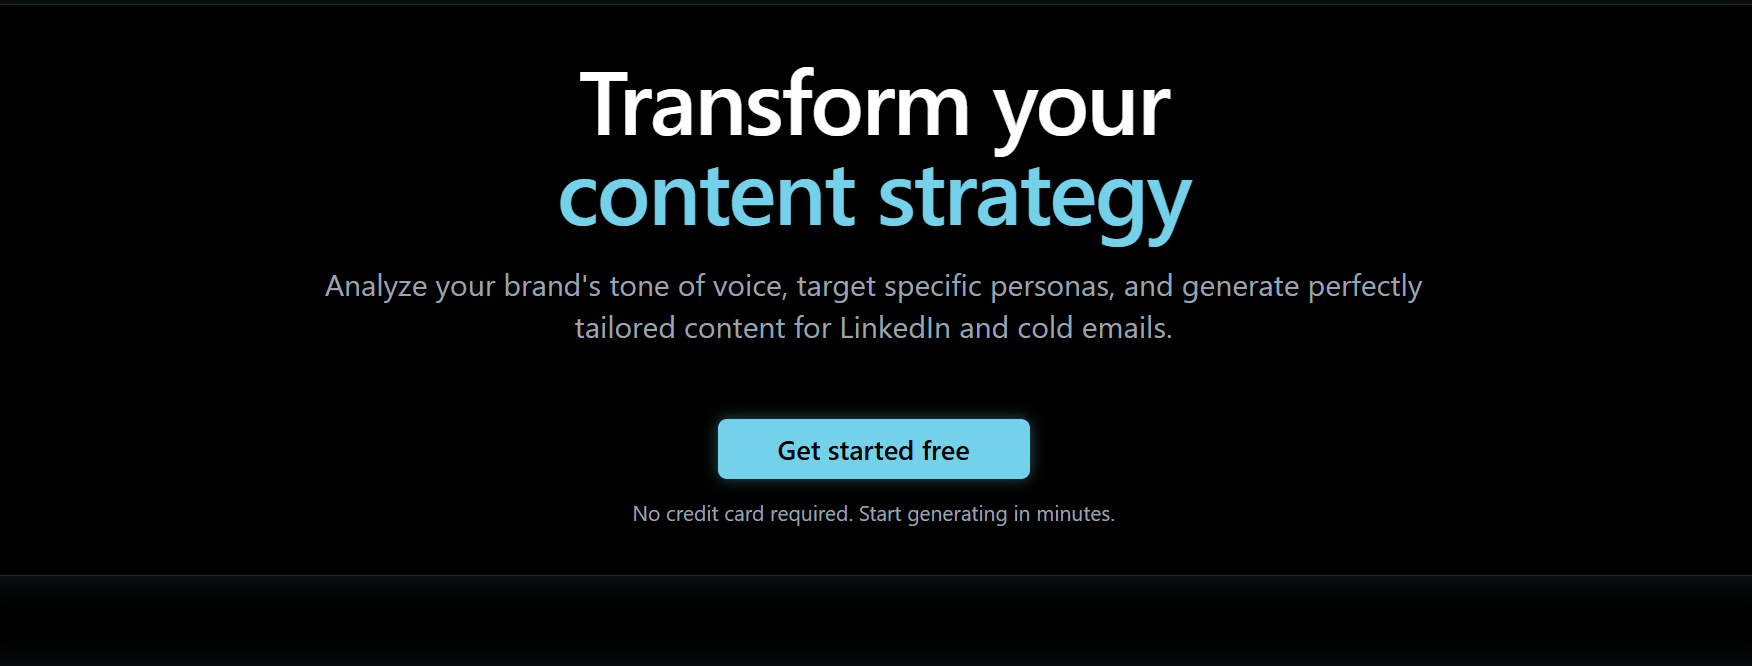 Transform your
content strategy
Analyze your brand's tone of voice, target specific personas, and generate perfectly
tailored content for LinkedIn and cold emails.
Get started free
No credit card required. Start generating in minutes.